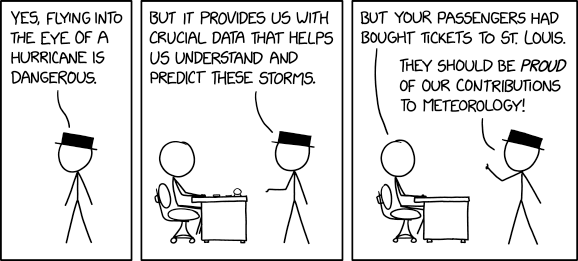 YES, FLYING INTO
THE EYE OF A
HURRICANE IS
DANGEROUS.
BUT IT PROVIDES US WITH
CRUCIAL DATA THAT HELPS
US UNDERSTAND AND
PREDICT THESE STORMS.
BUT YOUR PASSENGERS HAD
BOUGHT TICKETS TO ST. LOUIS.
THEY SHOULD BE PROUD
OF OUR CONTRIBUTIONS
TO METEOROLOGY!